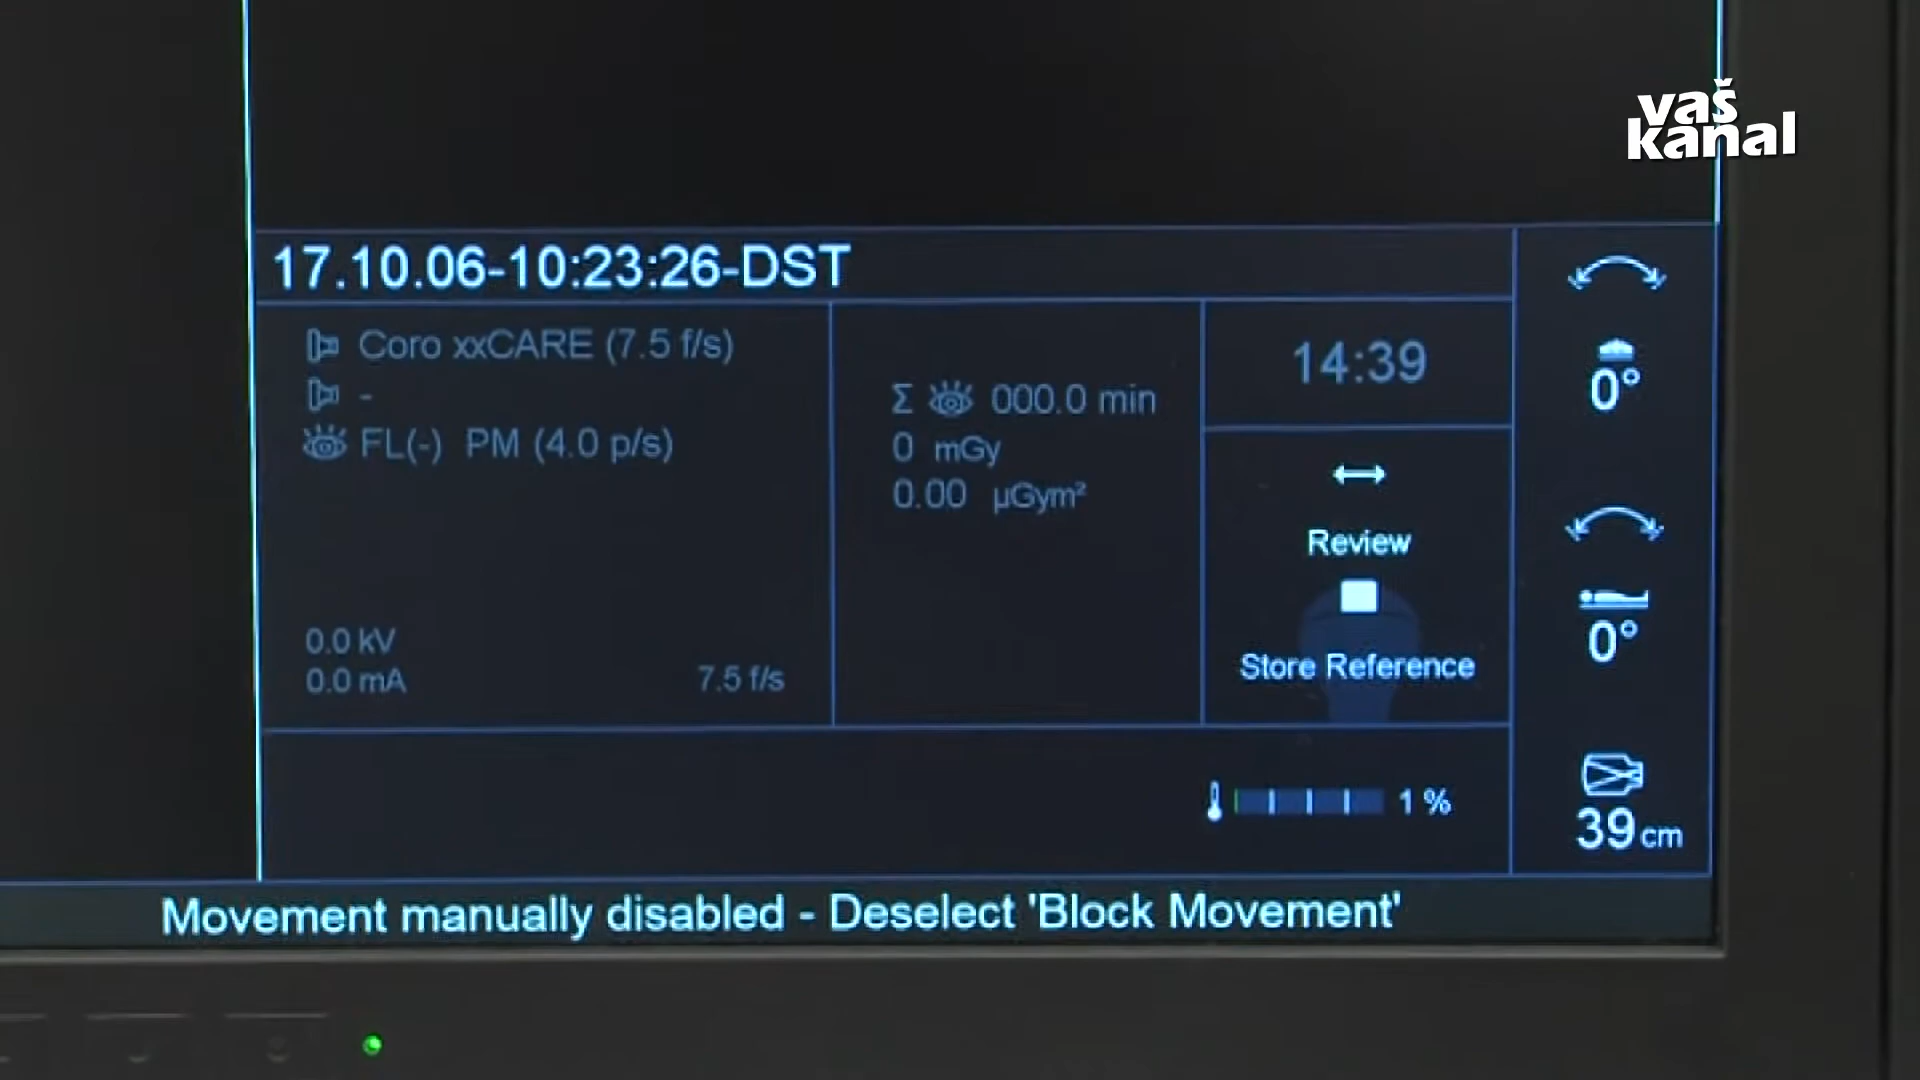 vaš
kanal
17.10.06-10:23:26-DST
Coro xxCARE (7.5 f/s)
-
FL(-) PM (4.0 p/s)
0.0 kV
0.0 mA
7.5 f/s
Σ 000.0 min
0 mGy
0.00 µGym²
14:39
Review
Store Reference
1 %
0°
0°
39 cm
Movement manually disabled - Deselect 'Block Movement'